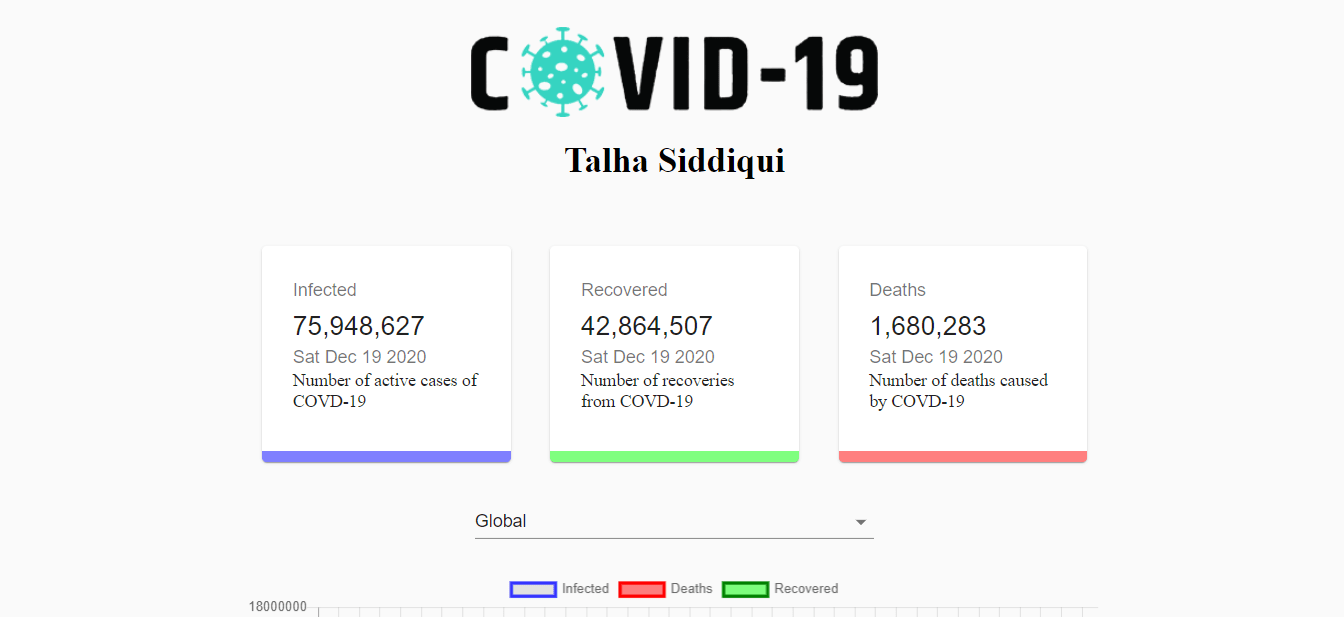 COVID-19
Talha Siddiqui
Infected
75,948,627
Sat Dec 19 2020
Number of active cases of
COVD-19
Recovered
42,864,507
Sat Dec 19 2020
Number of recoveries
from COVD-19
Deaths
1,680,283
Sat Dec 19 2020
Number of deaths caused
by COVD-19
Global
Infected Deaths Recovered
18000000